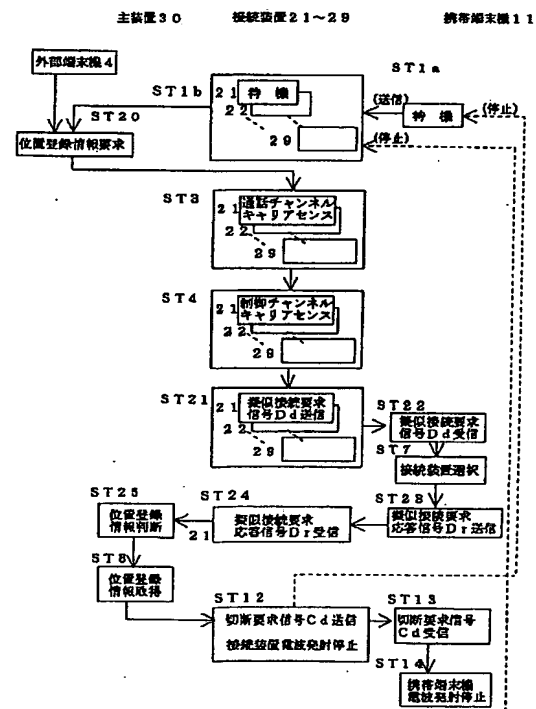 主装置30
接続装置21～29
携帯端末機11
外部端末機4
ST1a
ST1b
21
待機
(送信)
待機
(停止)
22
ST20
29
(停止)
位置登録情報要求
ST3
21
通話チャンネル
キャリアセンス
22
29
ST4
21
制御チャンネル
キャリアセンス
22
29
ST21
21
擬似接続要求
信号Dd送信
22
29
ST22
擬似接続要求
信号Dd受信
ST7
接続装置選択
ST25
ST24
ST23
位置登録
情報判断
21
擬似接続要求
応答信号Dr受信
擬似接続要求
応答信号Dr送信
ST8
位置登録
情報取得
ST12
切断要求信号Cd送信
接続装置電波発射停止
ST13
切断要求信号
Cd受信
ST14
携帯端末機
電波発射停止